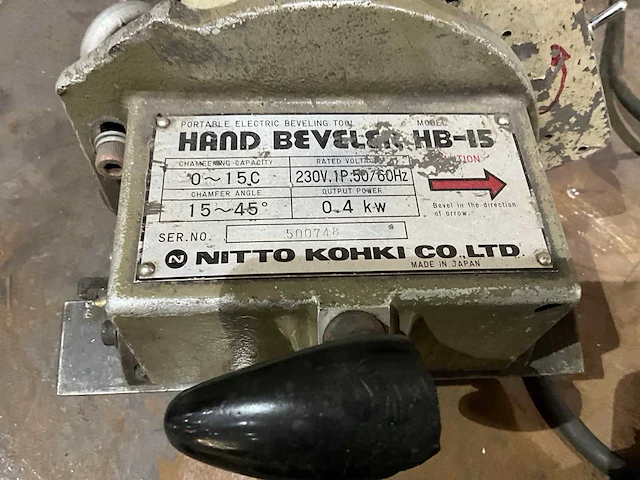 PORTABLE ELECTRIC BEVELING TOOL MODEL
HAND BEVELER HB-15
CHAMFERING CAPACITY RATED VOLTAGE
0~15C 230V.1P.50/60Hz
CHAMFER ANGLE OUTPUT POWER
15~45° 0.4kW
Bevel in the direction
of arrow.
SER.NO. 500748
NITTO KOHKI CO.,LTD.
MADE IN JAPAN